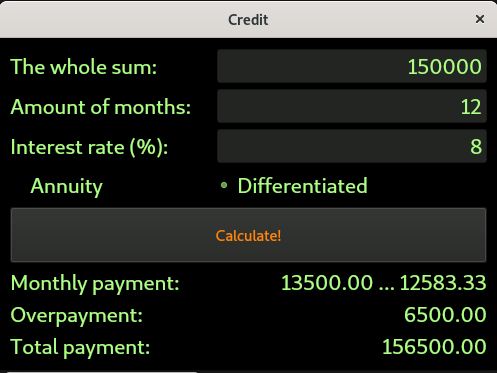 Credit ×
The whole sum: 150000
Amount of months: 12
Interest rate (%): 8
Annuity Differentiated
Calculate!
Monthly payment: 13500.00 ... 12583.33
Overpayment: 6500.00
Total payment: 156500.00